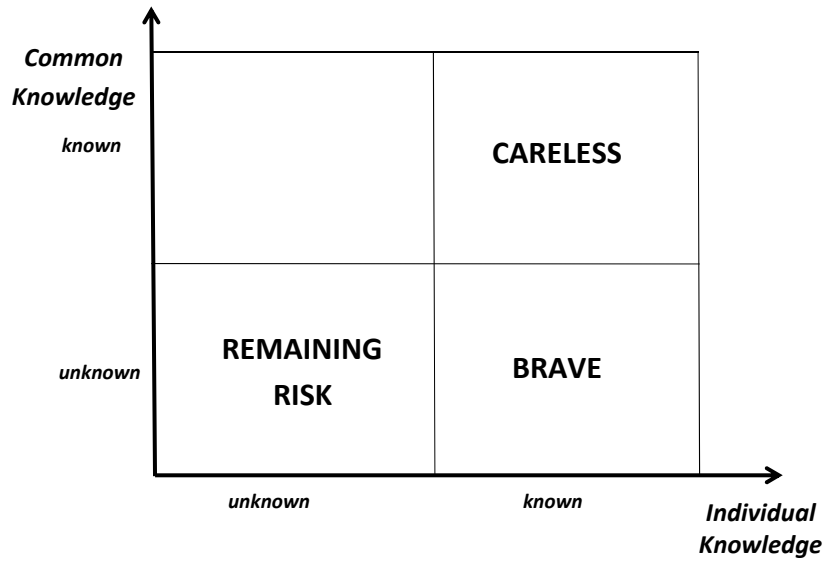 Common
Knowledge
known
CARELESS
REMAINING
RISK
BRAVE
unknown
unknown
known
Individual
Knowledge